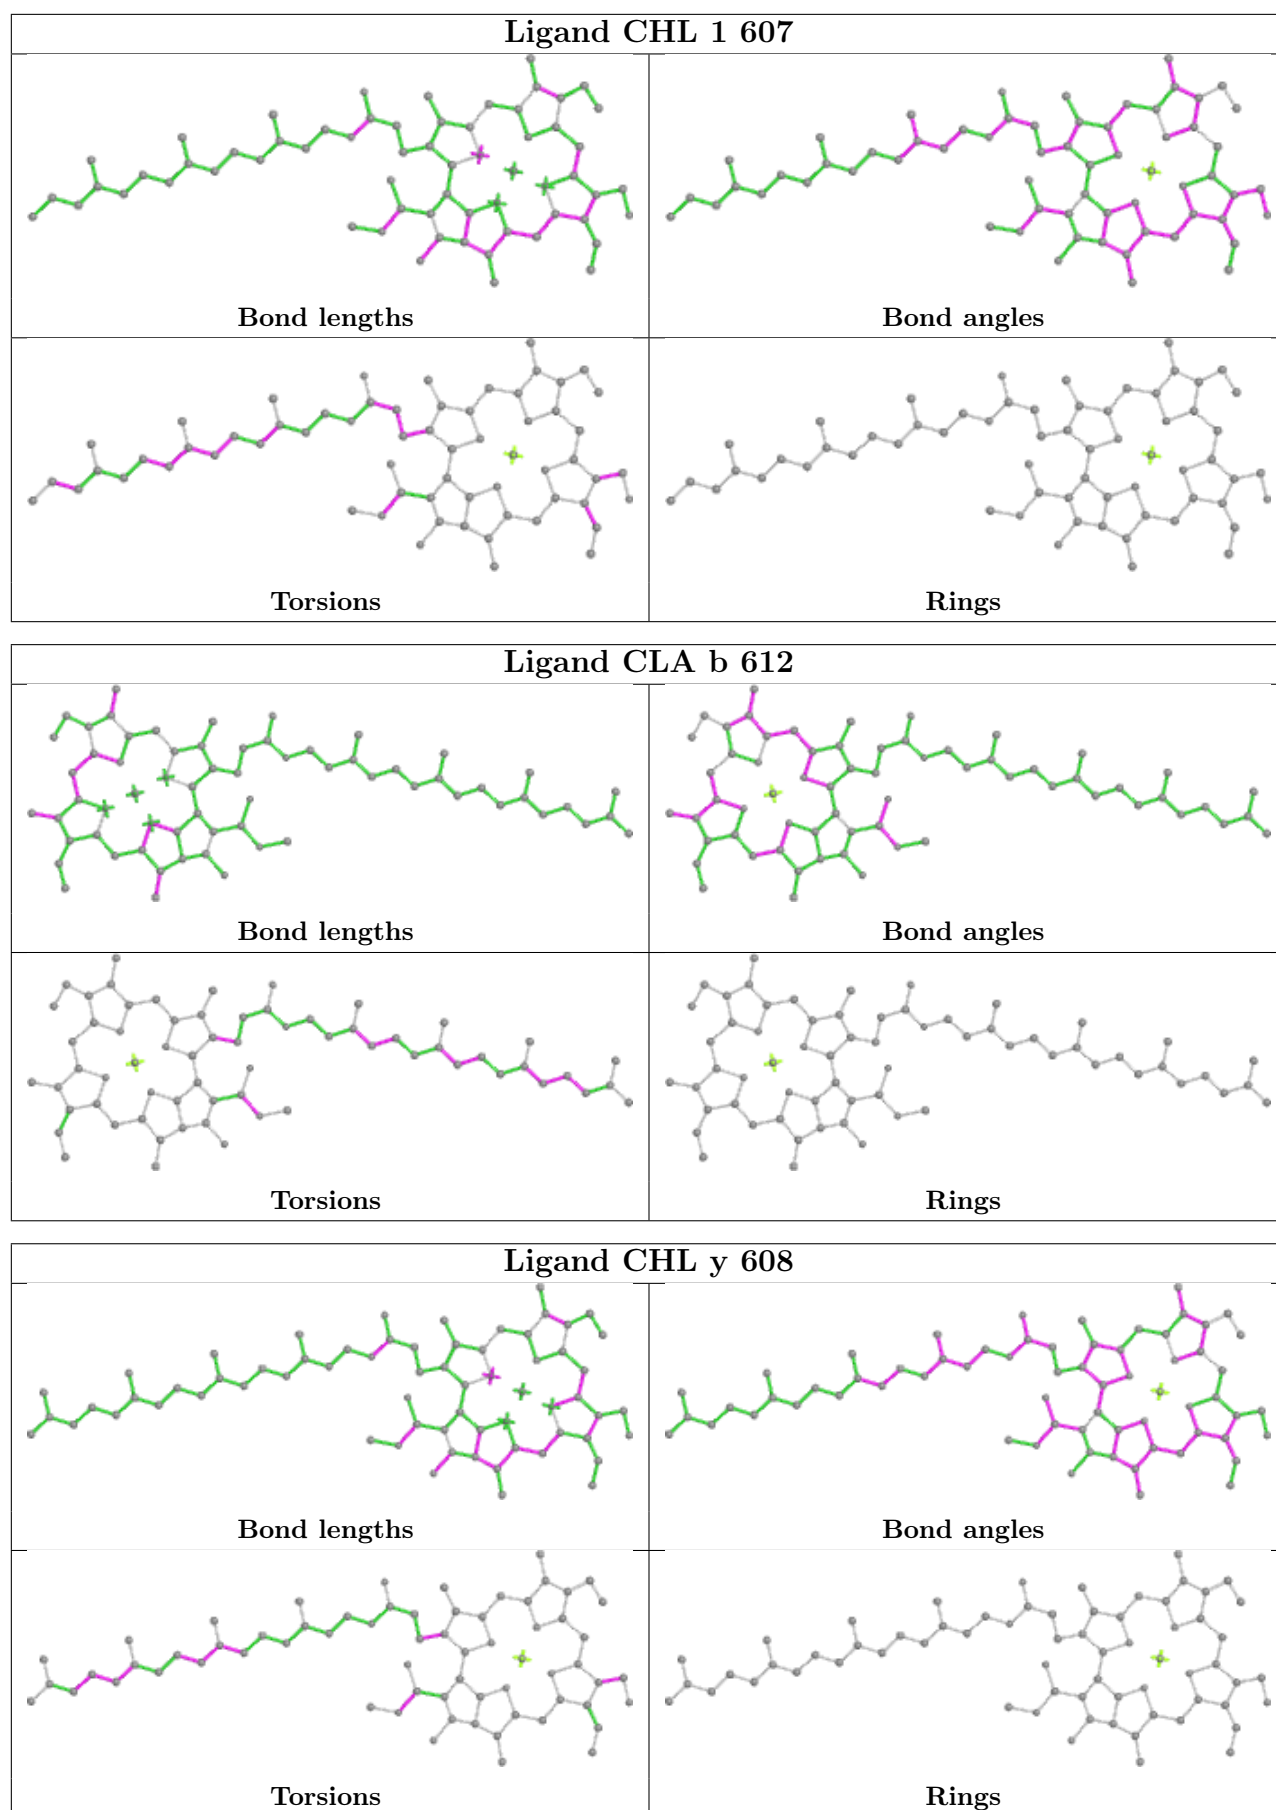 Ligand CHL 1 607
Bond lengths
Bond angles
Torsions
Rings
Ligand CLA b 612
Bond lengths
Bond angles
Torsions
Rings
Ligand CHL y 608
Bond lengths
Bond angles
Torsions
Rings